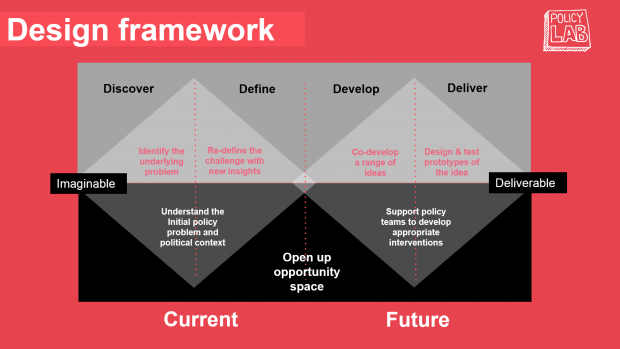 Design framework
POLICY
LAB
Discover
Define
Develop
Deliver
Identify the
underlying
problem
Re-define the
challenge with
new insights
Co-develop
a range of
ideas
Design & test
prototypes of
the idea
Imaginable
Deliverable
Understand the
Initial policy
problem and
political context
Support policy
teams to develop
appropriate
interventions
Open up
opportunity
space
Current
Future